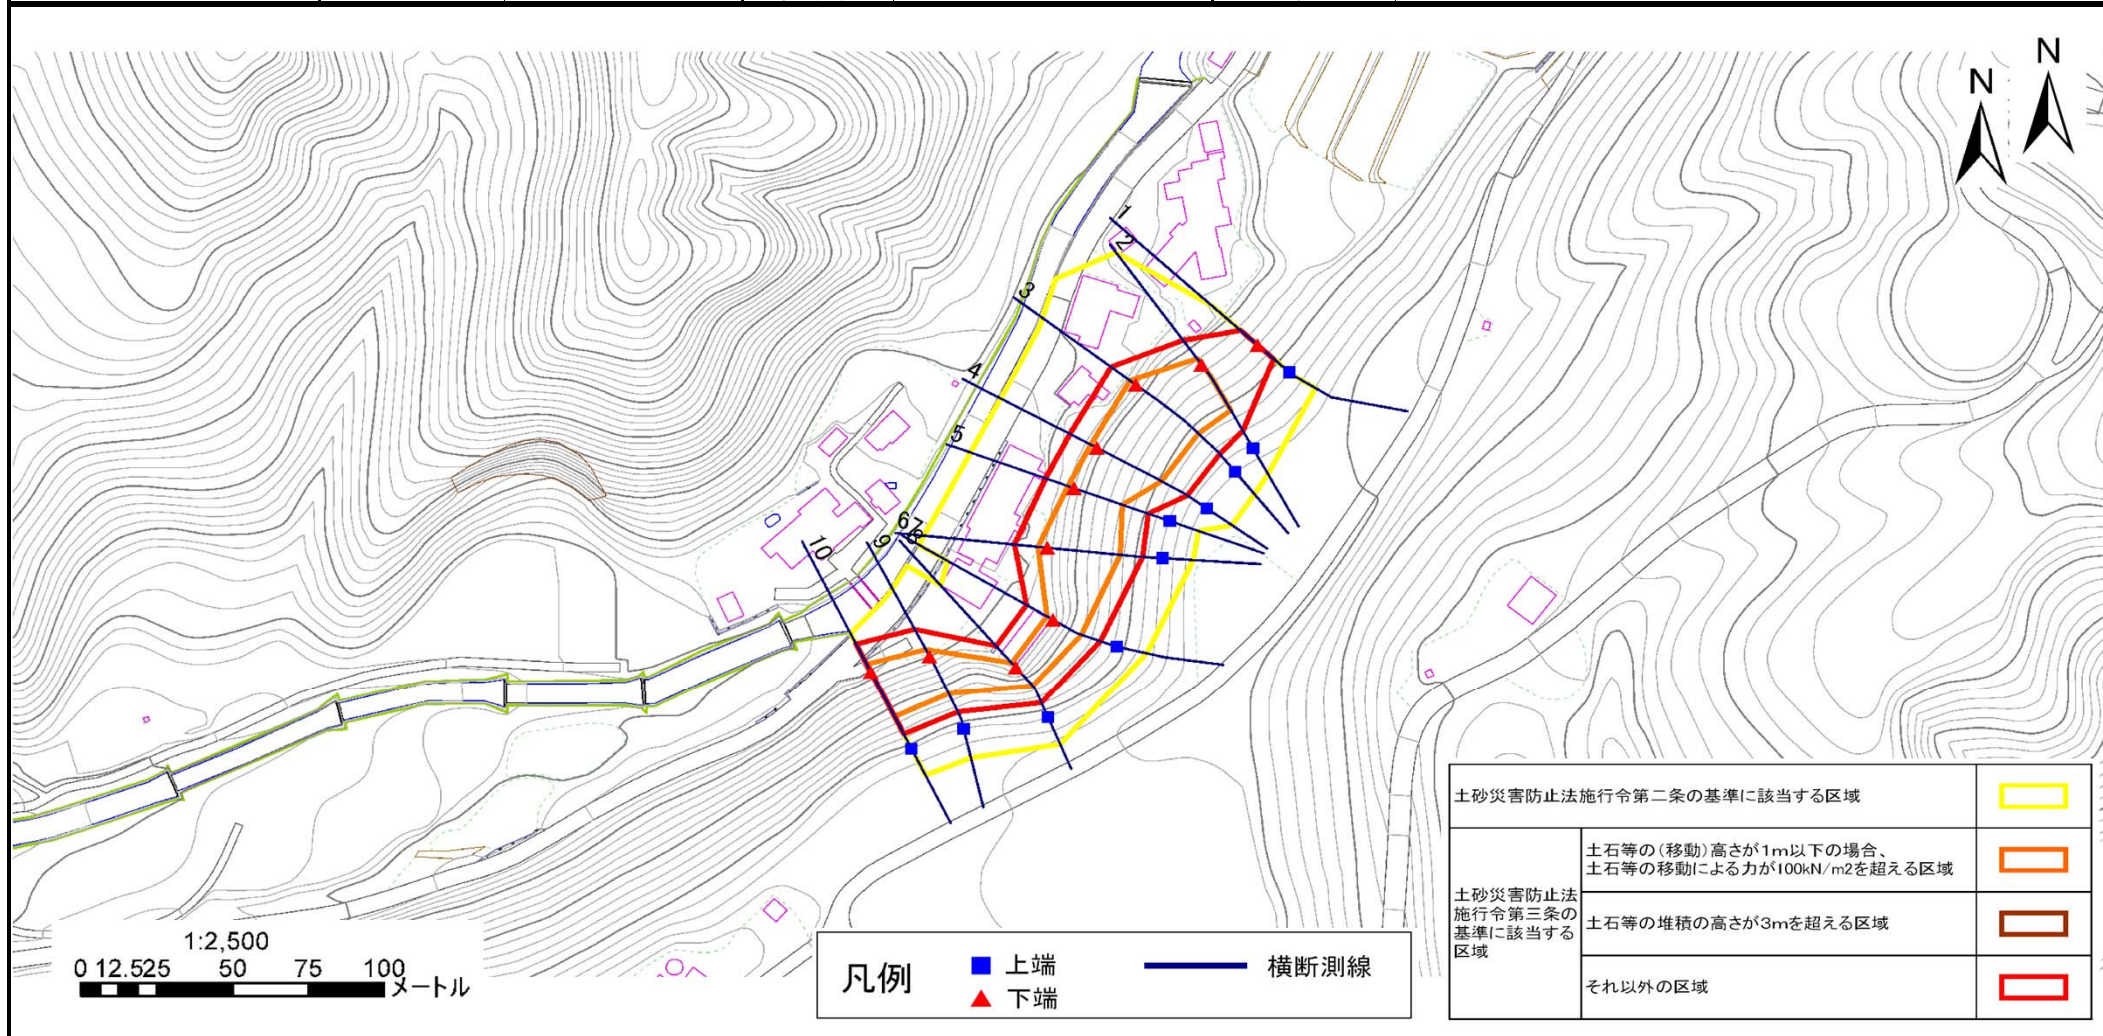 N
N
1
2
3
4
5
6
7
8
9
10
土砂災害防止法施行令第二条の基準に該当する区域
土砂災害防止法
施行令第三条の
基準に該当する
区域
土石等の(移動)高さが1m以下の場合、
土石等の移動による力が100kN/m2を超える区域
土石等の堆積の高さが3mを超える区域
それ以外の区域
1:2,500
0 12.525 50 75 100
メートル
凡例
上端
下端
横断測線